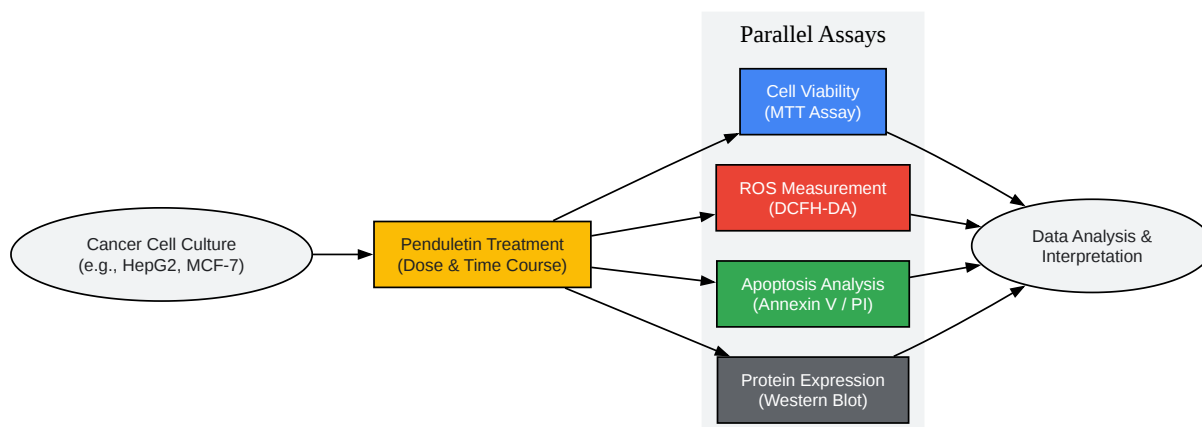 Parallel Assays
Cancer Cell Culture
(e.g., HepG2, MCF-7)
Penduletin Treatment
(Dose & Time Course)
Cell Viability
(MTT Assay)
ROS Measurement
(DCFH-DA)
Apoptosis Analysis
(Annexin V / PI)
Protein Expression
(Western Blot)
Data Analysis &
Interpretation